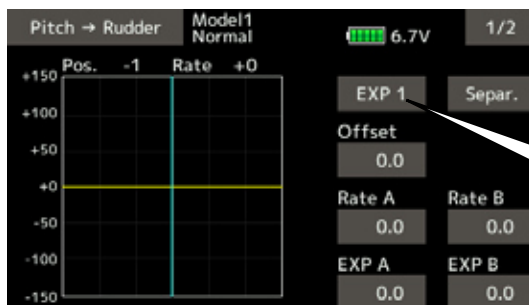 Pitch → Rudder
Model1
Normal
6.7V
1/2
Pos. -1 Rate +0
+150
+100
+50
+0
-50
-100
-150
EXP 1
Separ.
Offset
0.0
Rate A Rate B
0.0 0.0
EXP A EXP B
0.0 0.0